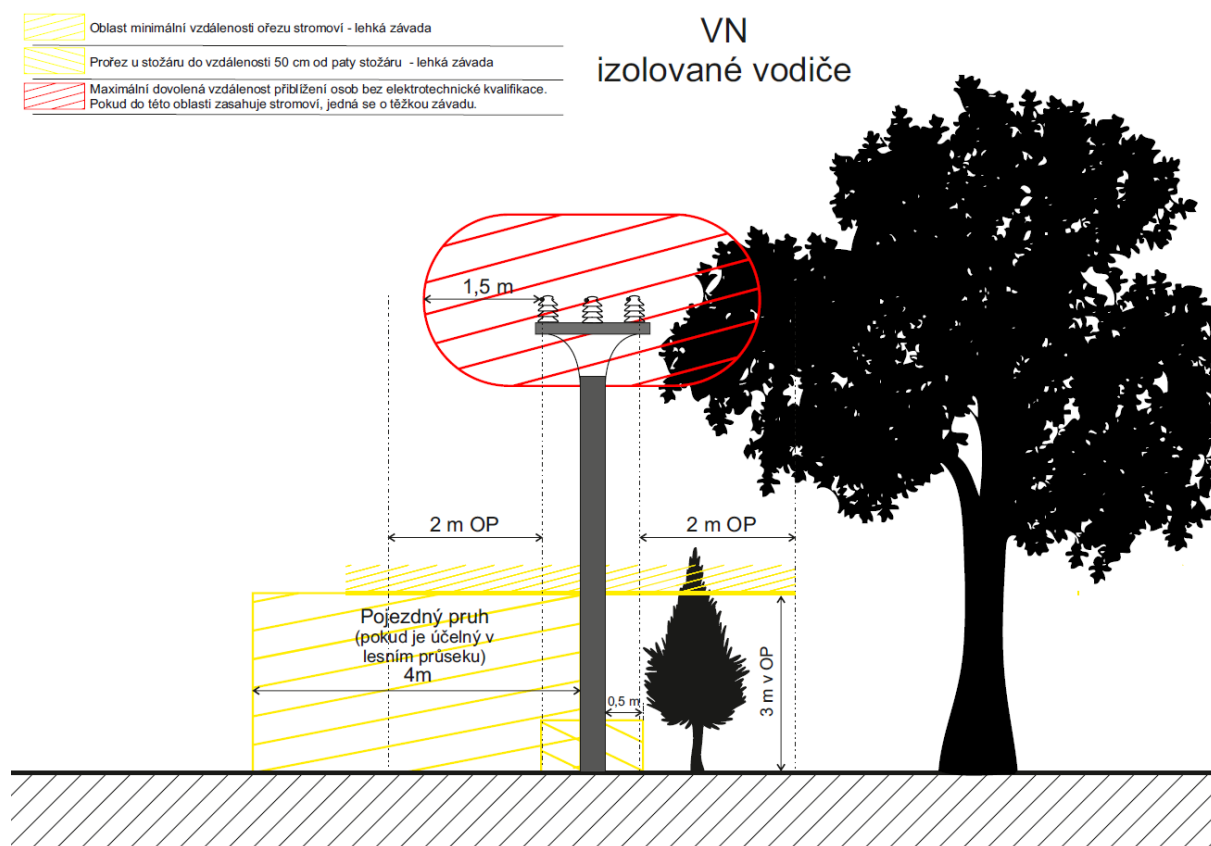 Oblast minimální vzdálenosti ořezu stromoví - lehká závada
Prořez u stožáru do vzdálenosti 50 cm od paty stožáru - lehká závada
Maximální dovolená vzdálenost přiblížení osob bez elektrotechnické kvalifikace.
Pokud do této oblasti zasahuje stromoví, jedná se o těžkou závadu.
VN
izolované vodiče
1,5 m
2 m OP
2 m OP
Pojezdný pruh
(pokud je účelný v
lesním průseku)
4m
0,5 m
3 m v OP